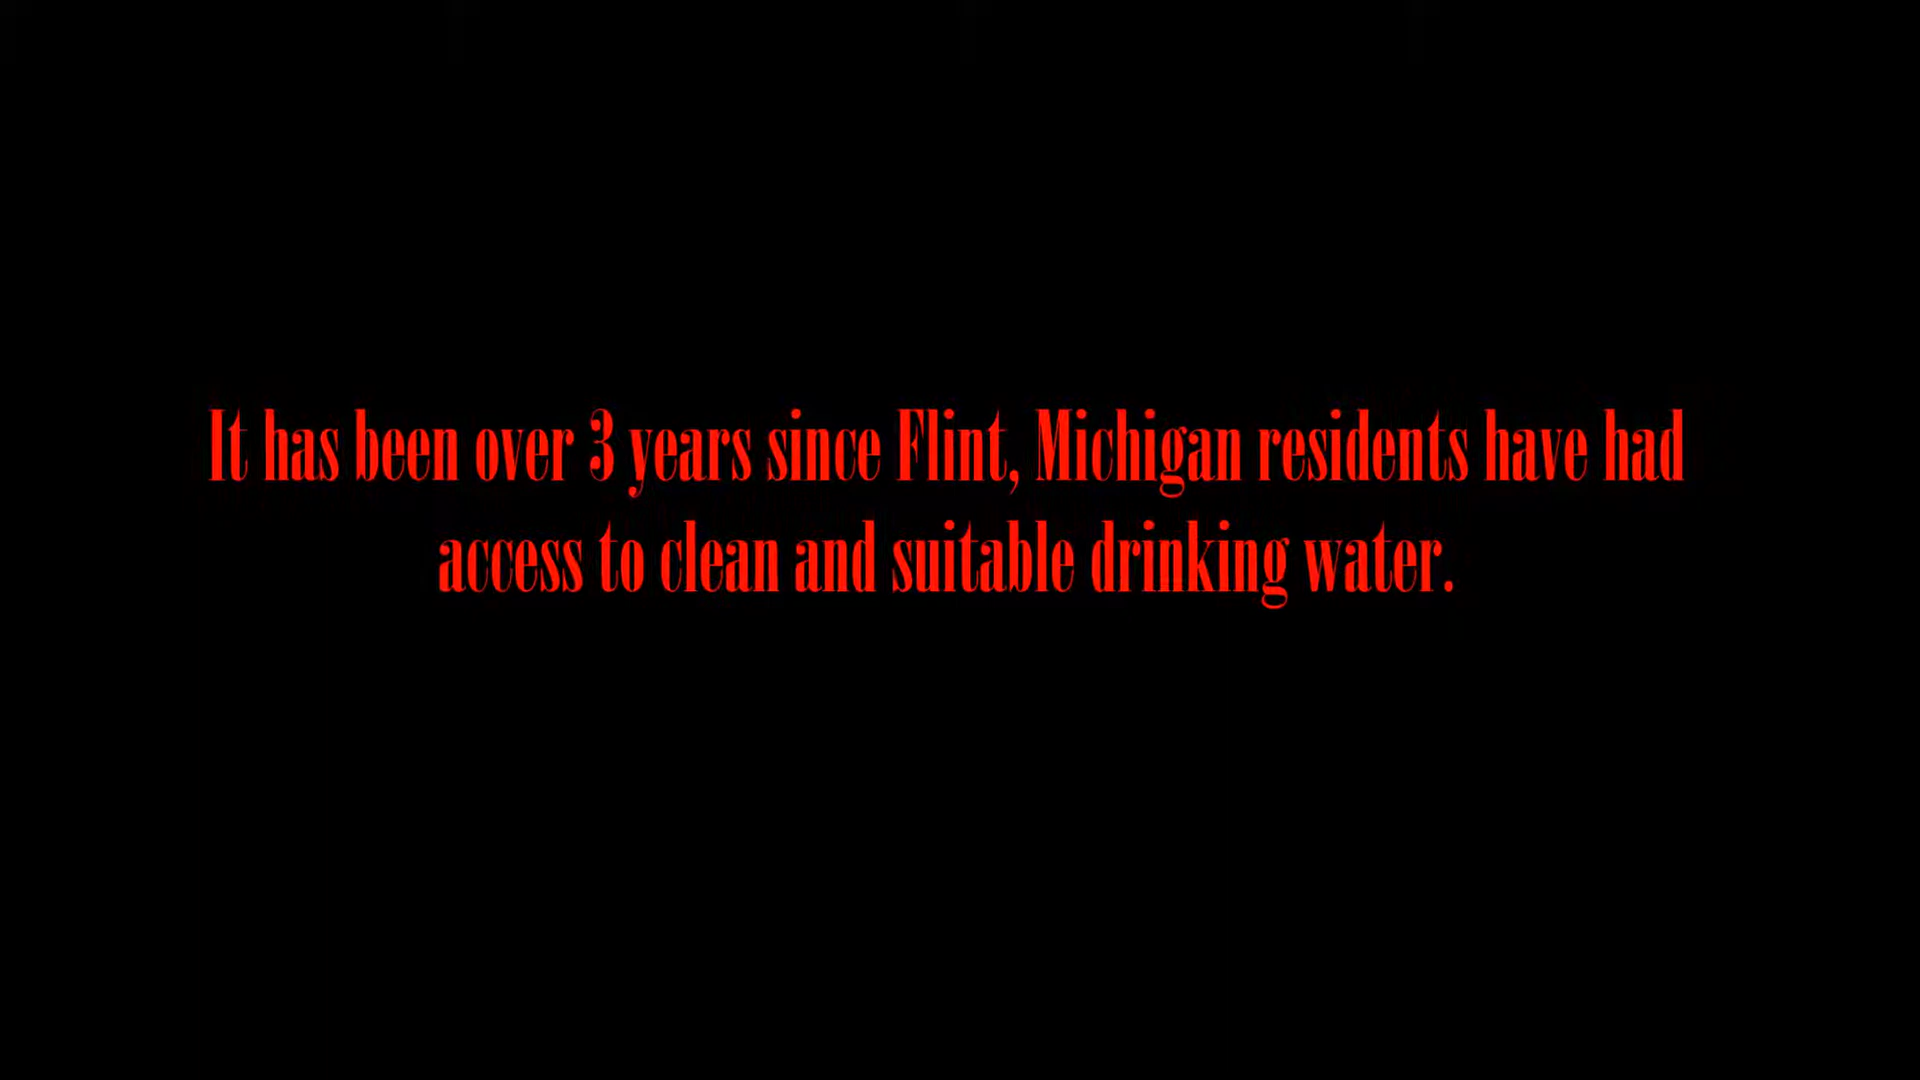 It has been over 3 years since Flint, Michigan residents have had
access to clean and suitable drinking water.